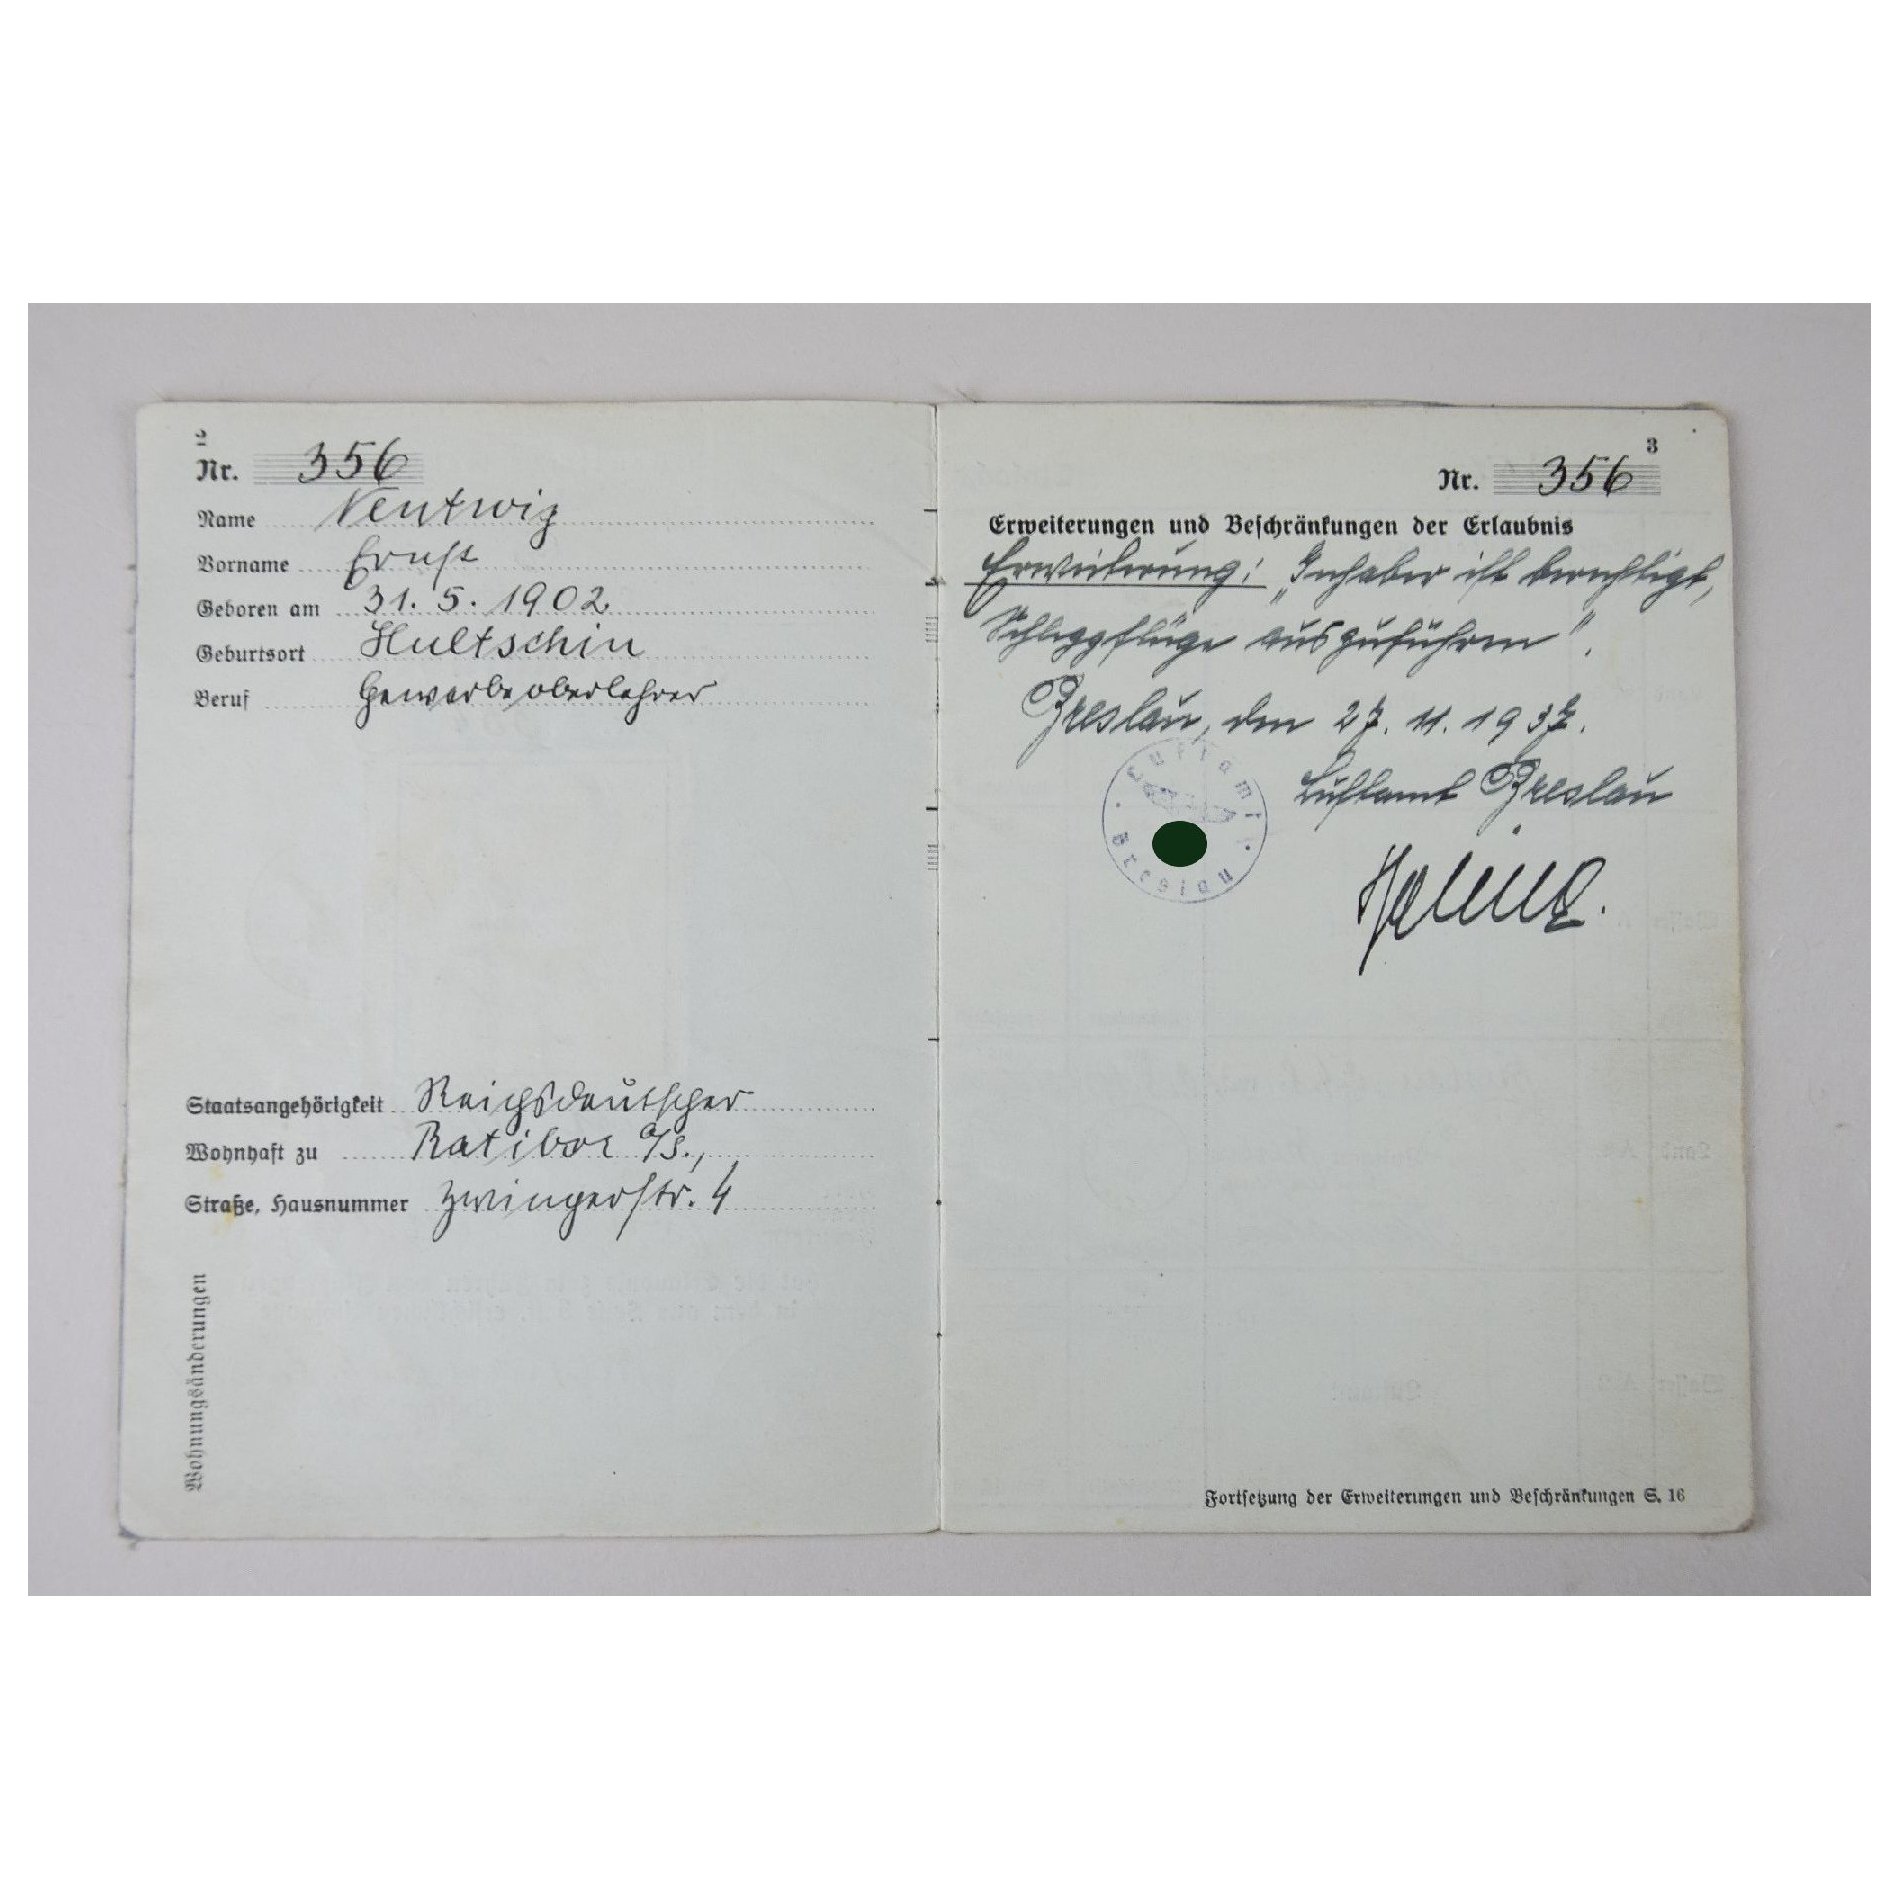 2
Nr. 356
Name Nentwig
Vorname Ernst
Geboren am 31. 5. 1902
Geburtsort Hultschin
Beruf Gewerbeoberlehrer
Staatsangehörigkeit Reichsdeutscher
Wohnhaft zu Ratibor O/S.,
Straße, Hausnummer Zwingerstr. 4
Wohnungsänderungen
3
Nr. 356
Erweiterungen und Beschränkungen der Erlaubnis
Erweiterung: „Inhaber ist berechtigt,
Schleppflüge auszuführen".
Breslau, den 27. 11. 1937.
Luftamt Breslau
Luftamt
Breslau
Fortsetzung der Erweiterungen und Beschränkungen S. 16